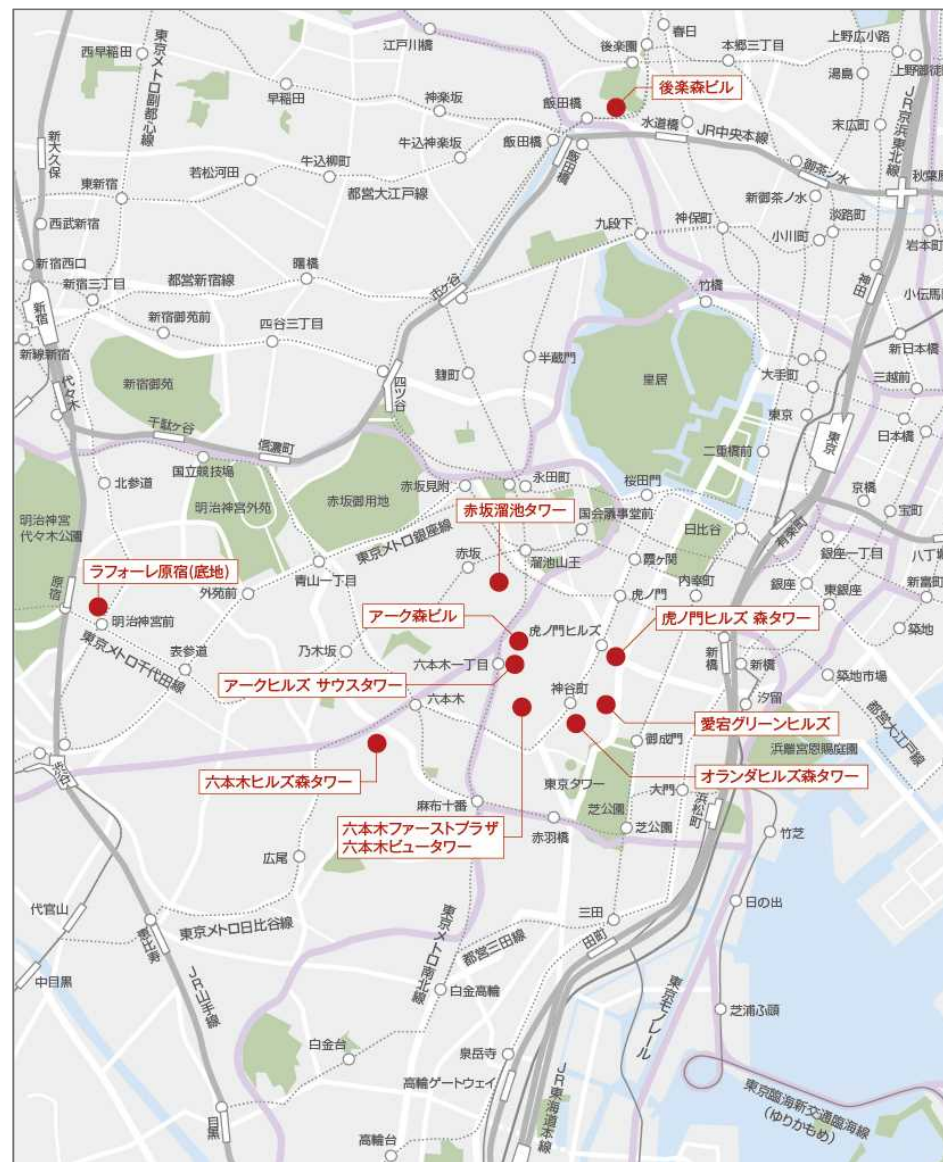 春日
上野広小路
江戸川橋
後楽園
本郷三丁目
西早稲田
東京メトロ副都心線
上野御徒
湯島
早稲田
神楽坂
飯田橋
後楽森ビル
末広町
JR京浜東北線
新大久保
水道橋
JR中央本線
牛込神楽坂
飯田橋
飯田橋
牛込柳町
若松河田
御茶ノ水
秋葉原
東新宿
都営大江戸線
新御茶ノ水
淡路町
西武新宿
九段下
神保町
小川町
岩本町
新宿西口
都営新宿線
曙橋
市ケ谷
新宿三丁目
竹橋
神田
小伝馬
新宿
新宿御苑前
四谷三丁目
半蔵門
新日本橋
新線新宿
麹町
新宿御苑
四ツ谷
皇居
大手町
三越前
代々木
東京
千駄ヶ谷
信濃町
二重橋前
東京
日本橋
国立競技場
永田町
北参道
赤坂見附
桜田門
京橋
明治神宮外苑
赤坂御用地
明治神宮
代々木公園
赤坂溜池タワー
国会議事堂前
日比谷
宝町
東京メトロ銀座線
有楽町
銀座一丁目
八丁堀
赤坂
溜池山王
霞ヶ関
ラフォーレ原宿(底地)
原宿
青山一丁目
内幸町
銀座
東銀座
新富町
外苑前
虎ノ門
アーク森ビル
明治神宮前
虎ノ門ヒルズ
虎ノ門ヒルズ 森タワー
築地
乃木坂
表参道
六本木一丁目
新橋
新橋
東京メトロ千代田線
アークヒルズ サウスタワー
築地市場
神谷町
汐留
六本木
愛宕グリーンヒルズ
都営大江戸線
御成門
浜離宮恩賜庭園
渋谷
六本木ヒルズ森タワー
東京タワー
オランダヒルズ森タワー
大門
浜松町
麻布十番
芝公園
六本木ファーストプラザ
六本木ビュータワー
赤羽橋
芝公園
竹芝
広尾
代官山
日の出
恵比寿
東京メトロ日比谷線
三田
田町
都営三田線
東京メトロ南北線
中目黒
JR山手線
白金高輪
東京モノレール
芝浦ふ頭
白金台
泉岳寺
高輪ゲートウェイ
東京臨海新交通臨海線
(ゆりかもめ)
目黒
JR東海道本線
高輪台